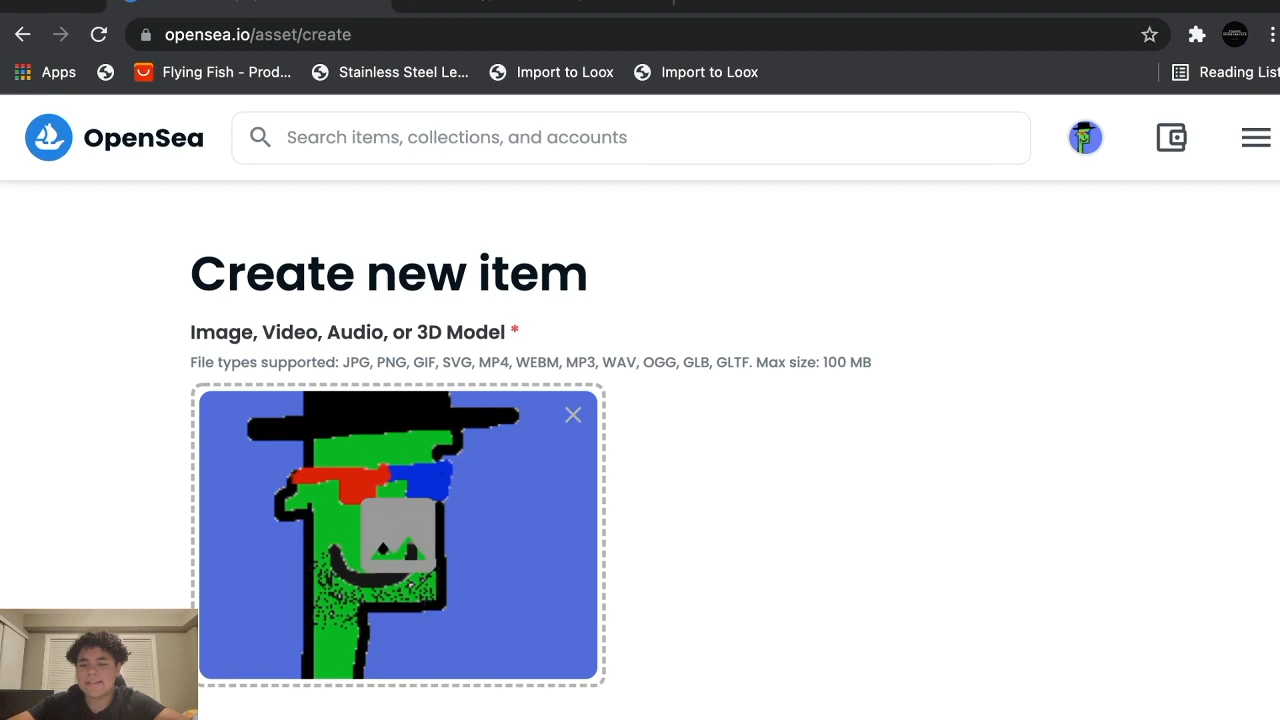 opensea.io/asset/create
Apps
Flying Fish - Prod...
Stainless Steel Le...
Import to Loox
Import to Loox
Reading List
OpenSea
Search items, collections, and accounts
Create new item
Image, Video, Audio, or 3D Model *
File types supported: JPG, PNG, GIF, SVG, MP4, WEBM, MP3, WAV, OGG, GLB, GLTF. Max size: 100 MB